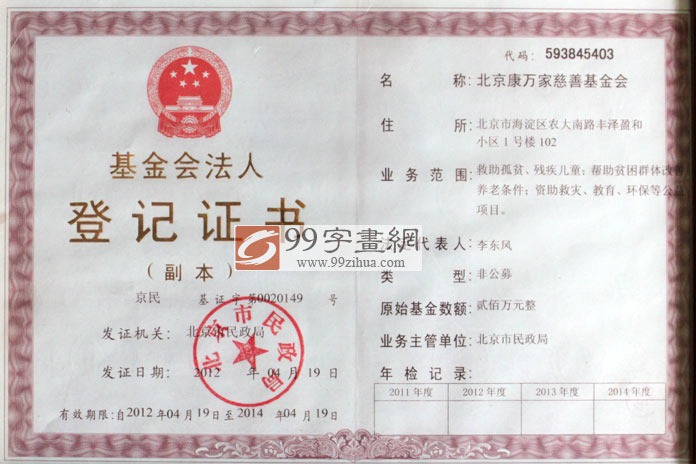 基金会法人
登记证书
(副本)
京民 基证字第0020149 号
发证机关: 北京市民政局
发证日期: 2012 年 04 月 19 日
有效期限:自2012年04月19日至2014年04月19日
北京市民政局
99字畫網
www.99zihua.com
代码: 593845403
名 称:北京康万家慈善基金会
住 所:北京市海淀区农大南路丰泽盈和
小区1号楼102
业务范围:救助孤贫、残疾儿童;帮助贫困群体改善
养老条件;资助救灾、教育、环保等公益
项目。
代表人:李东风
类 型:非公募
原始基金数额:贰佰万元整
业务主管单位:北京市民政局
年检记录:
2011年度 2012年度 2013年度 2014年度